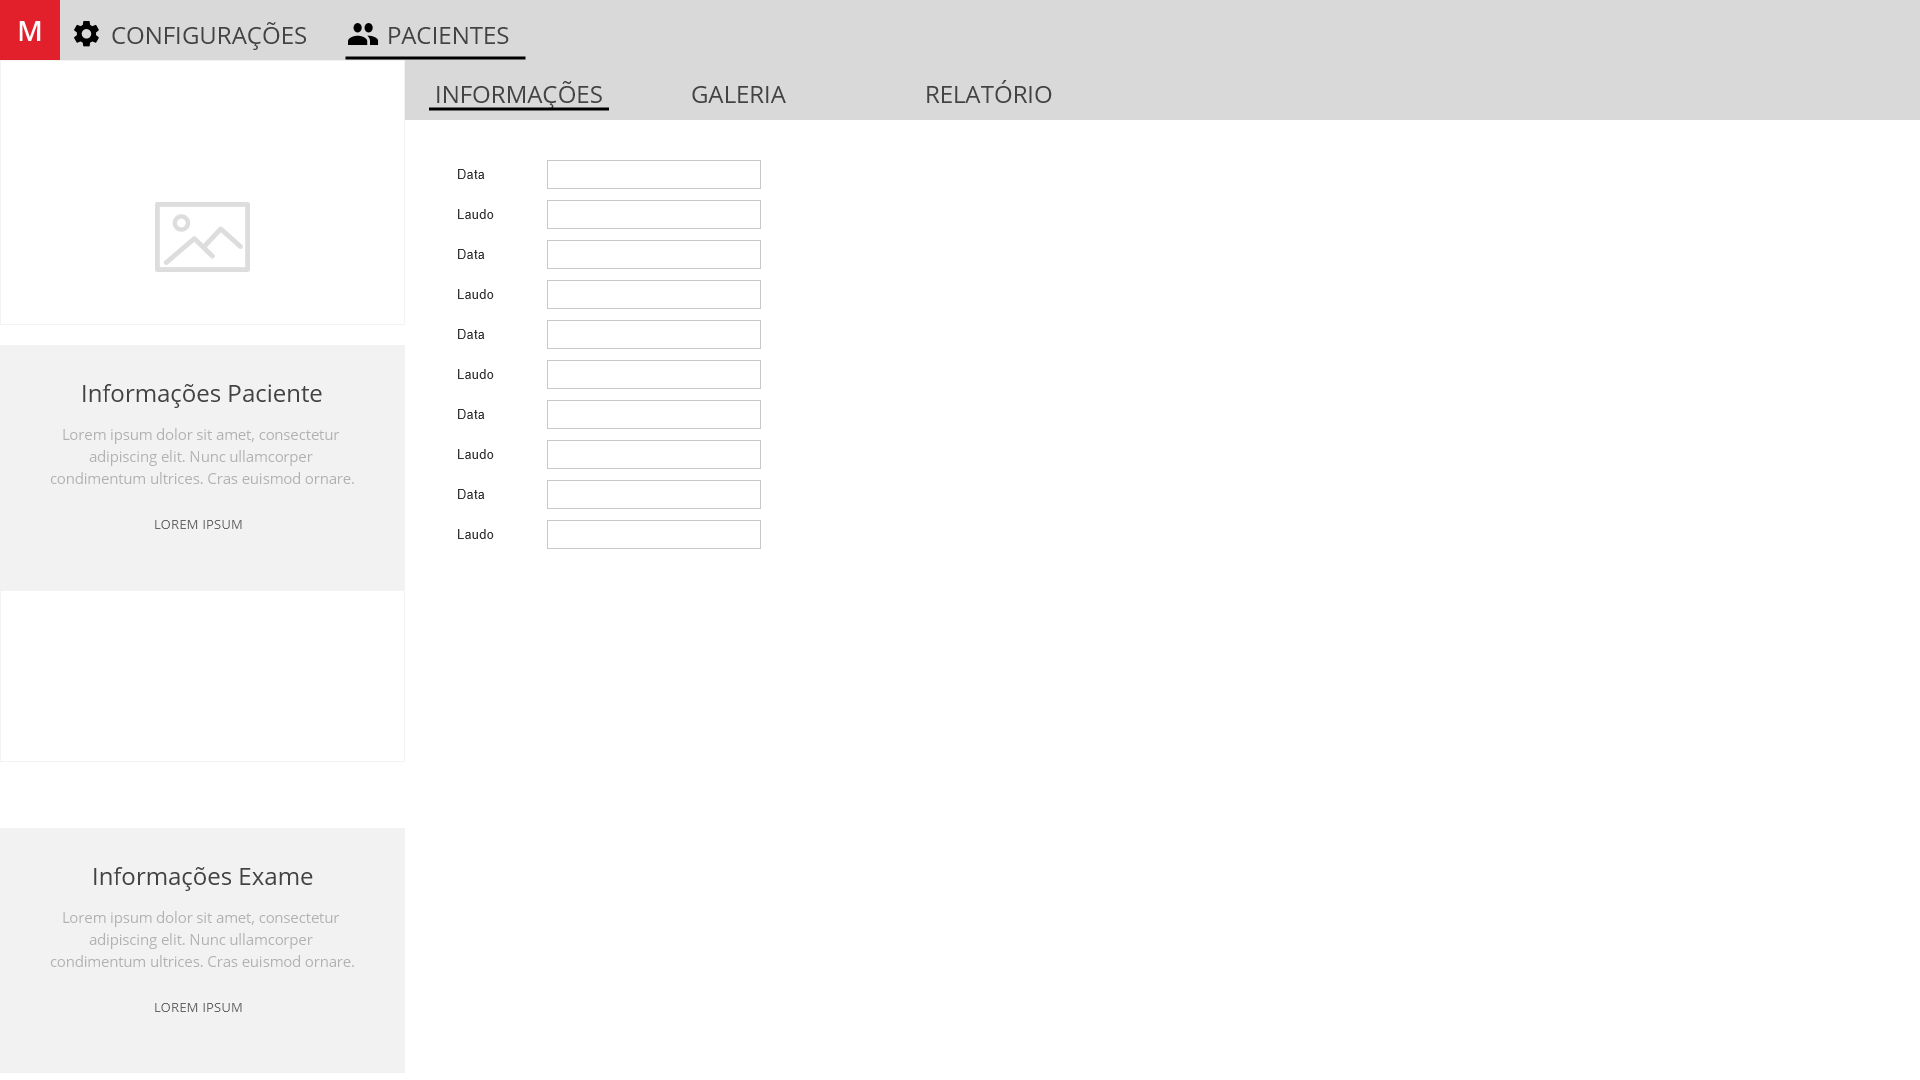 M
CONFIGURAÇÕES
PACIENTES
INFORMAÇÕES
GALERIA
RELATÓRIO
Informações Paciente
Lorem ipsum dolor sit amet, consectetur
adipiscing elit. Nunc ullamcorper
condimentum ultrices. Cras euismod ornare.
LOREM IPSUM
Informações Exame
Lorem ipsum dolor sit amet, consectetur
adipiscing elit. Nunc ullamcorper
condimentum ultrices. Cras euismod ornare.
LOREM IPSUM
Data
Laudo
Data
Laudo
Data
Laudo
Data
Laudo
Data
Laudo